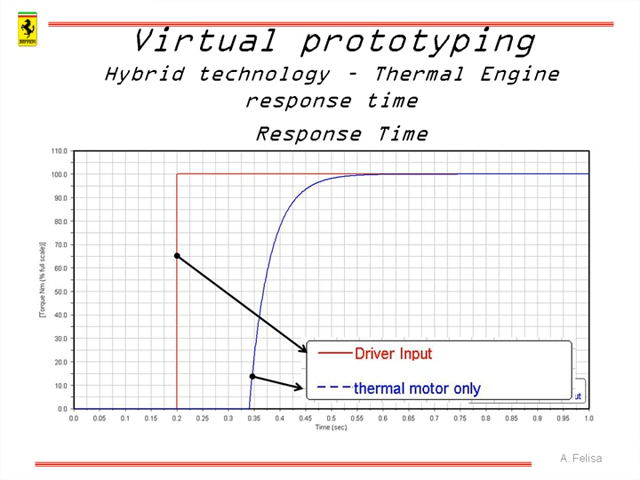 Virtual prototyping
Hybrid technology - Thermal Engine
response time
Response Time
110.0
100.0
90.0
80.0
70.0
60.0
50.0
40.0
30.0
20.0
10.0
0.0
[Torque Nm (% full scale)]
Driver Input
thermal motor only
ut
0.0 0.05 0.1 0.15 0.2 0.25 0.3 0.35 0.4 0.45 0.5 0.55 0.6 0.65 0.7 0.75 0.8 0.85 0.9 0.95 1.0
Time (sec)
A. Felisa